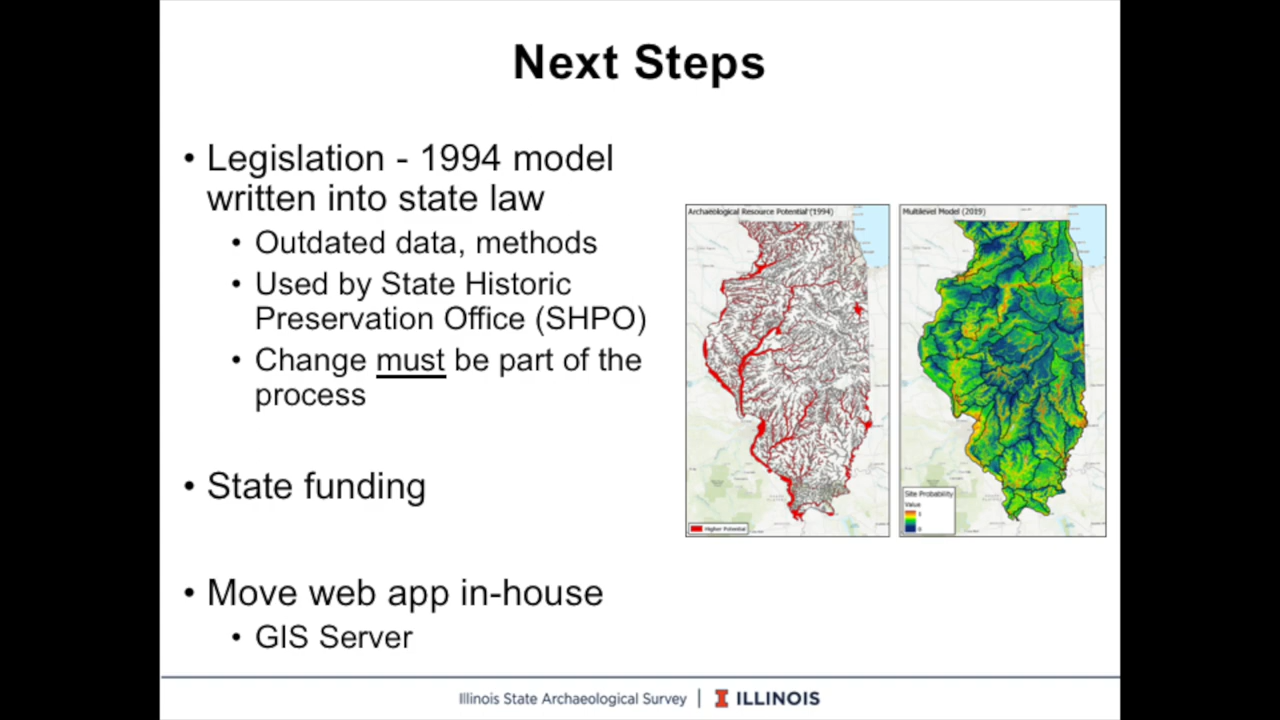 Next Steps
• Legislation - 1994 model
written into state law
• Outdated data, methods
• Used by State Historic
Preservation Office (SHPO)
• Change must be part of the
process
• State funding
• Move web app in-house
• GIS Server
Archaeological Resource Potential (1994)
Higher Potential
Multilevel Model (2019)
Site Probability
Value
1
0
Illinois State Archaeological Survey | I ILLINOIS